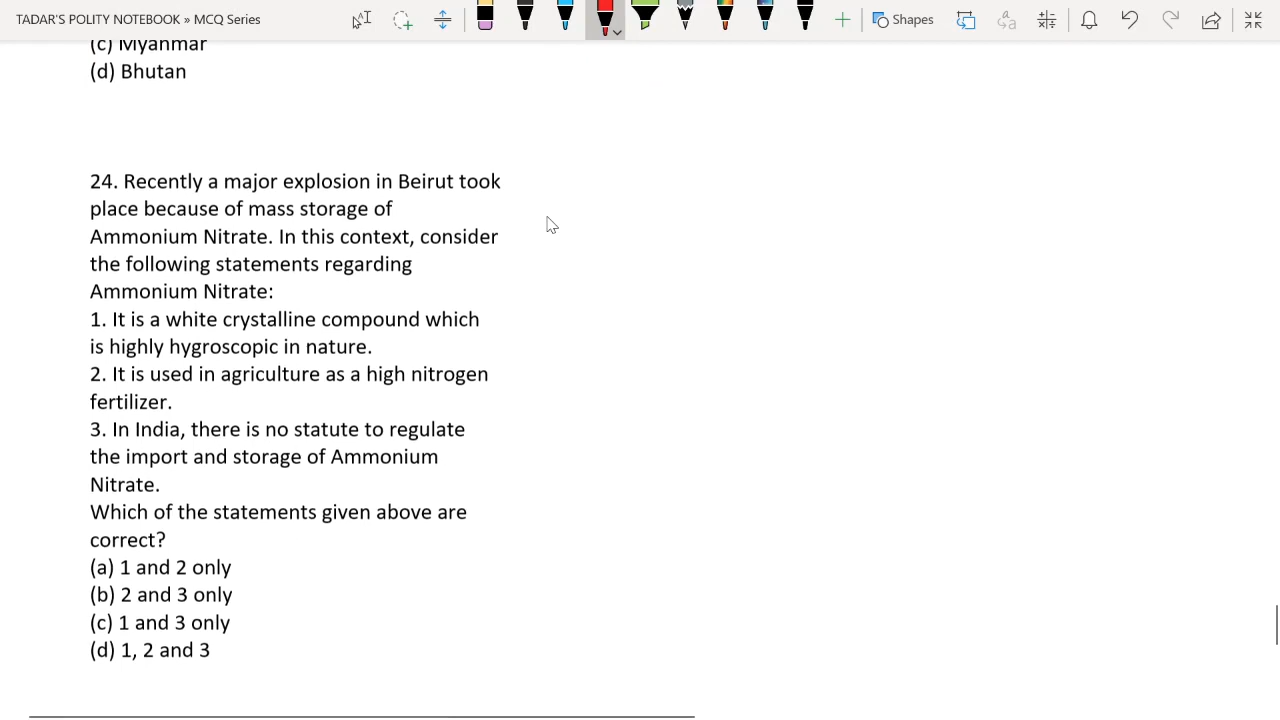 TADAR'S POLITY NOTEBOOK » MCQ Series
Shapes
(c) Myanmar
(d) Bhutan
24. Recently a major explosion in Beirut took
place because of mass storage of
Ammonium Nitrate. In this context, consider
the following statements regarding
Ammonium Nitrate:
1. It is a white crystalline compound which
is highly hygroscopic in nature.
2. It is used in agriculture as a high nitrogen
fertilizer.
3. In India, there is no statute to regulate
the import and storage of Ammonium
Nitrate.
Which of the statements given above are
correct?
(a) 1 and 2 only
(b) 2 and 3 only
(c) 1 and 3 only
(d) 1, 2 and 3